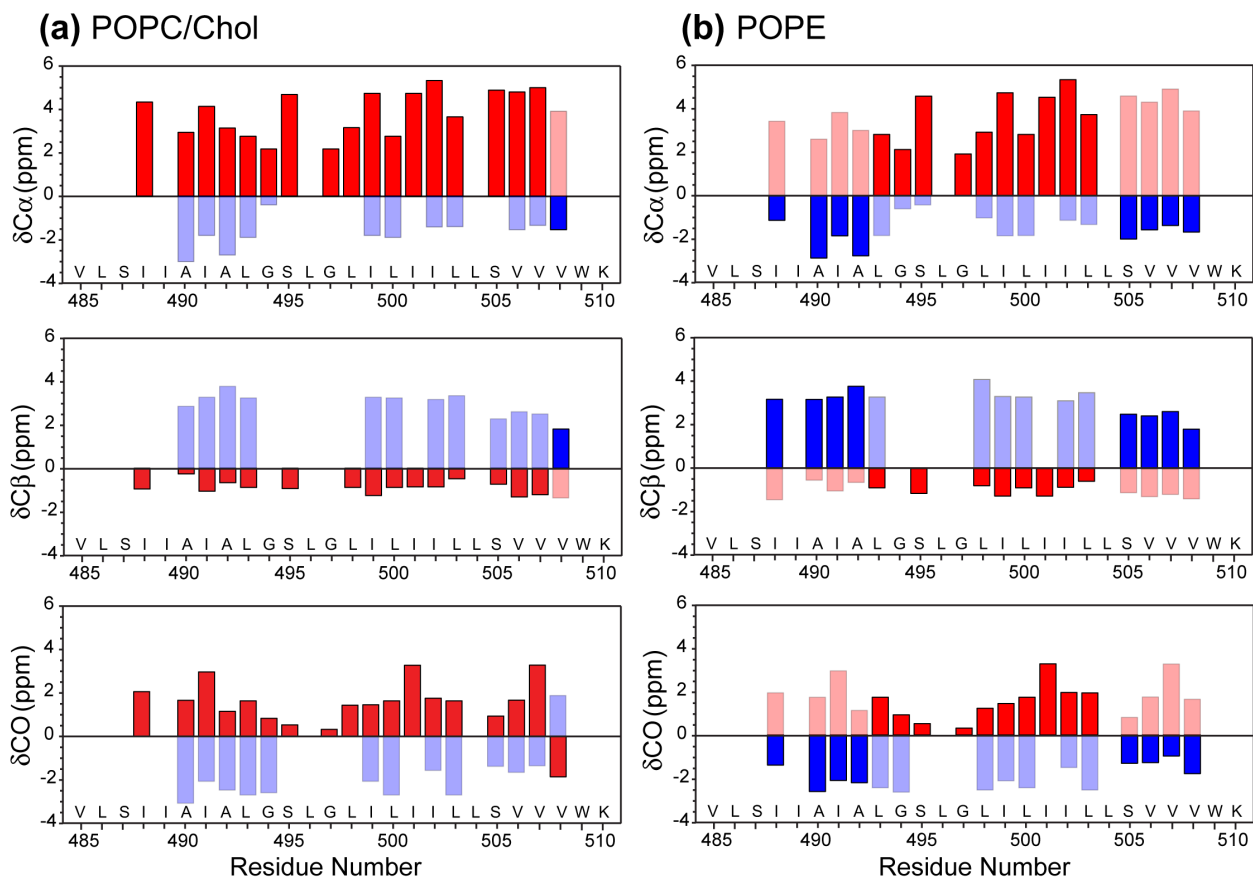 (a) POPC/Chol
(b) POPE
δCα (ppm)
6
4
2
0
-2
-4
V L S I I A I A L G S L G L I L I I L L S V V V W K
485 490 495 500 505 510
δCα (ppm)
6
4
2
0
-2
-4
V L S I I A I A L G S L G L I L I I L L S V V V W K
485 490 495 500 505 510
δCβ (ppm)
6
4
2
0
-2
-4
V L S I I A I A L G S L G L I L I I L L S V V V W K
485 490 495 500 505 510
δCβ (ppm)
6
4
2
0
-2
-4
V L S I I A I A L G S L G L I L I I L L S V V V W K
485 490 495 500 505 510
δCO (ppm)
6
4
2
0
-2
-4
V L S I I A I A L G S L G L I L I I L L S V V V W K
485 490 495 500 505 510
Residue Number
δCO (ppm)
6
4
2
0
-2
-4
V L S I I A I A L G S L G L I L I I L L S V V V W K
485 490 495 500 505 510
Residue Number